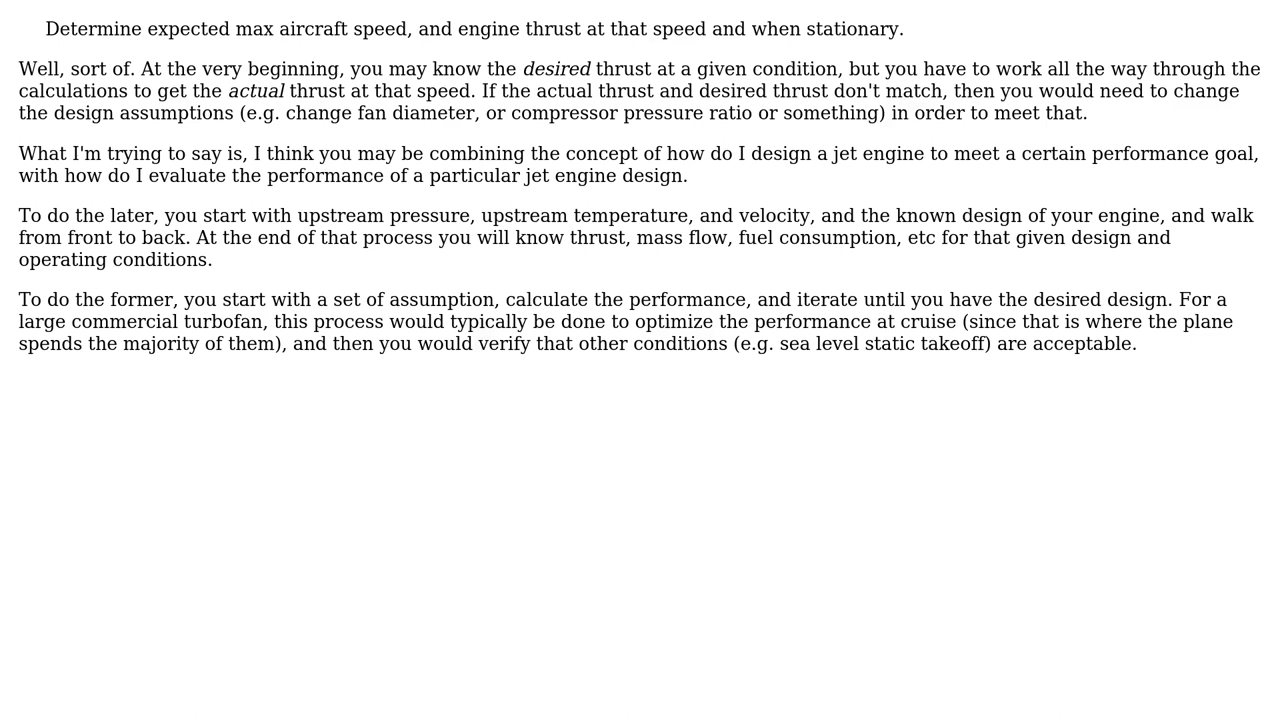 Determine expected max aircraft speed, and engine thrust at that speed and when stationary.
Well, sort of. At the very beginning, you may know the desired thrust at a given condition, but you have to work all the way through the
calculations to get the actual thrust at that speed. If the actual thrust and desired thrust don't match, then you would need to change
the design assumptions (e.g. change fan diameter, or compressor pressure ratio or something) in order to meet that.
What I'm trying to say is, I think you may be combining the concept of how do I design a jet engine to meet a certain performance goal,
with how do I evaluate the performance of a particular jet engine design.
To do the later, you start with upstream pressure, upstream temperature, and velocity, and the known design of your engine, and walk
from front to back. At the end of that process you will know thrust, mass flow, fuel consumption, etc for that given design and
operating conditions.
To do the former, you start with a set of assumption, calculate the performance, and iterate until you have the desired design. For a
large commercial turbofan, this process would typically be done to optimize the performance at cruise (since that is where the plane
spends the majority of them), and then you would verify that other conditions (e.g. sea level static takeoff) are acceptable.